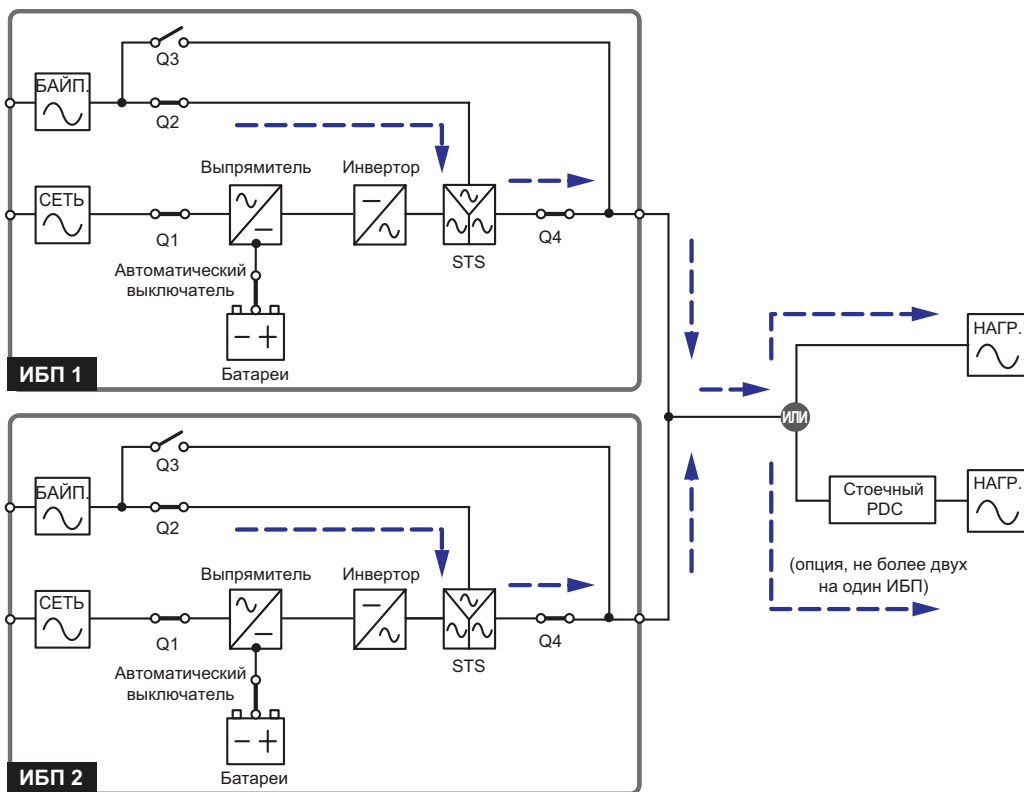 Q3
БАЙП.
Q2
Выпрямитель
Инвертор
СЕТЬ
Q1
Q4
STS
Автоматический
выключатель
Батареи
ИБП 1
НАГР.
ИЛИ
Стоечный
PDC
НАГР.
(опция, не более двух
на один ИБП)
Q3
БАЙП.
Q2
Выпрямитель
Инвертор
СЕТЬ
Q1
Q4
STS
Автоматический
выключатель
Батареи
ИБП 2